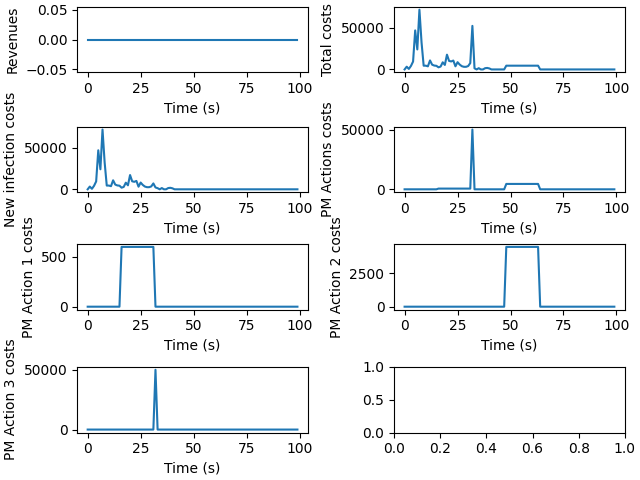 Revenues
0.05
0.00
−0.05
0 25 50 75 100
Time (s)
Total costs
50000
0
0 25 50 75 100
Time (s)
New infection costs
50000
0
0 25 50 75 100
Time (s)
PM Actions costs
50000
0
0 25 50 75 100
Time (s)
PM Action 1 costs
500
0
0 25 50 75 100
Time (s)
PM Action 2 costs
2500
0
0 25 50 75 100
Time (s)
PM Action 3 costs
50000
0
0 25 50 75 100
Time (s)
1.0
0.5
0.0
0.0 0.2 0.4 0.6 0.8 1.0